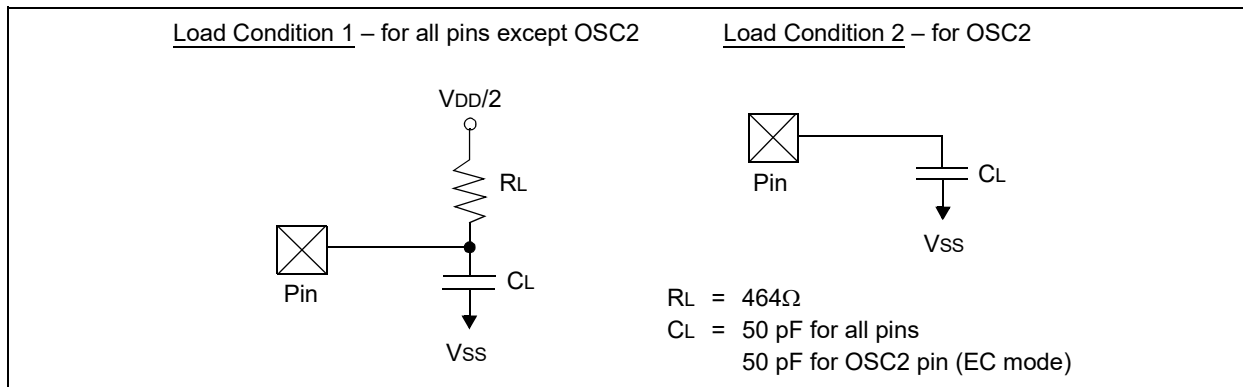 Load Condition 1 – for all pins except OSC2
Load Condition 2 – for OSC2
VDD/2
RL
Pin
CL
VSS
Pin
CL
VSS
RL = 464Ω
CL = 50 pF for all pins
50 pF for OSC2 pin (EC mode)